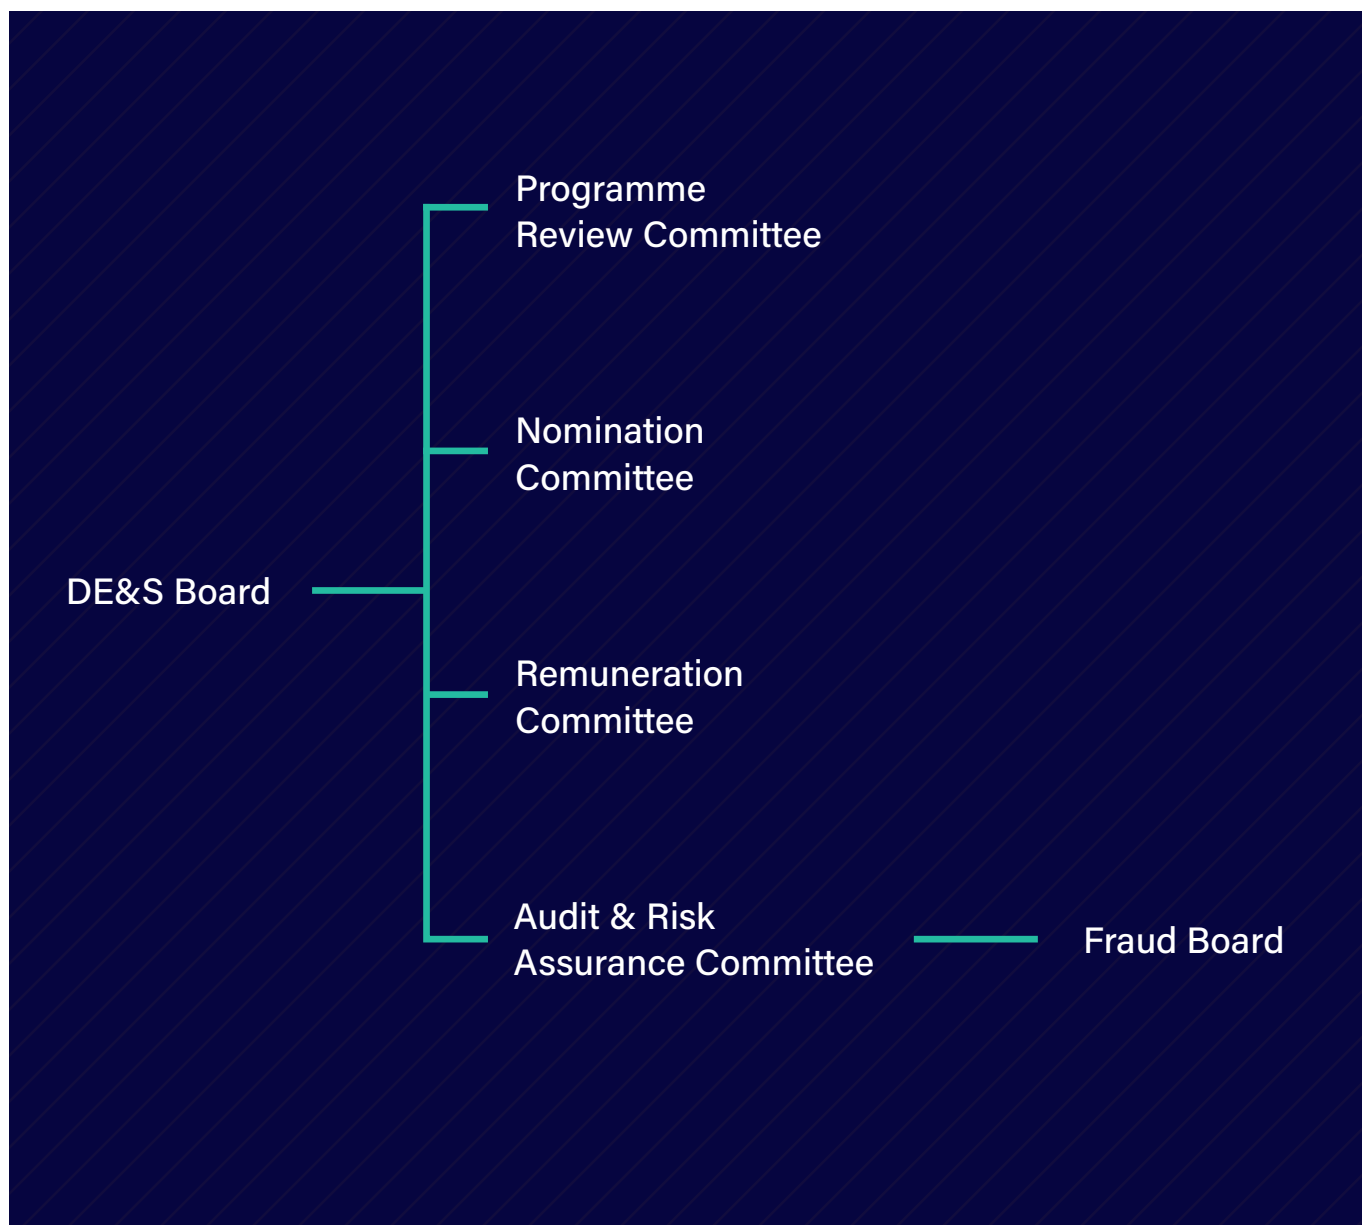 Programme
Review Committee
Nomination
Committee
DE&S Board
Remuneration
Committee
Audit & Risk
Assurance Committee
Fraud Board